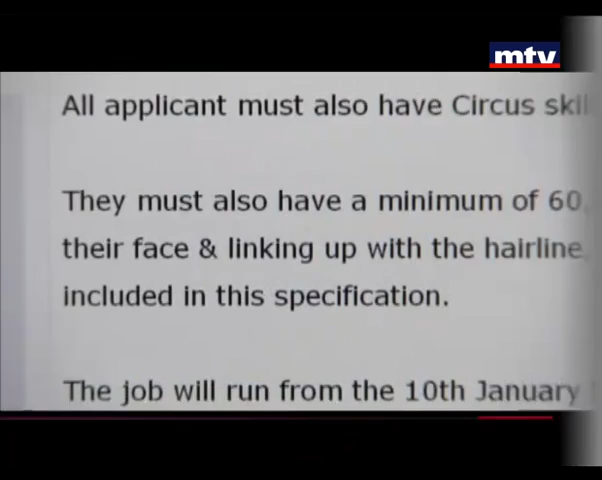 mtv
All applicant must also have Circus
They must also have a minimum of 60,
their face & linking up with the hairline
included in this specification.
The job will run from the 10th January